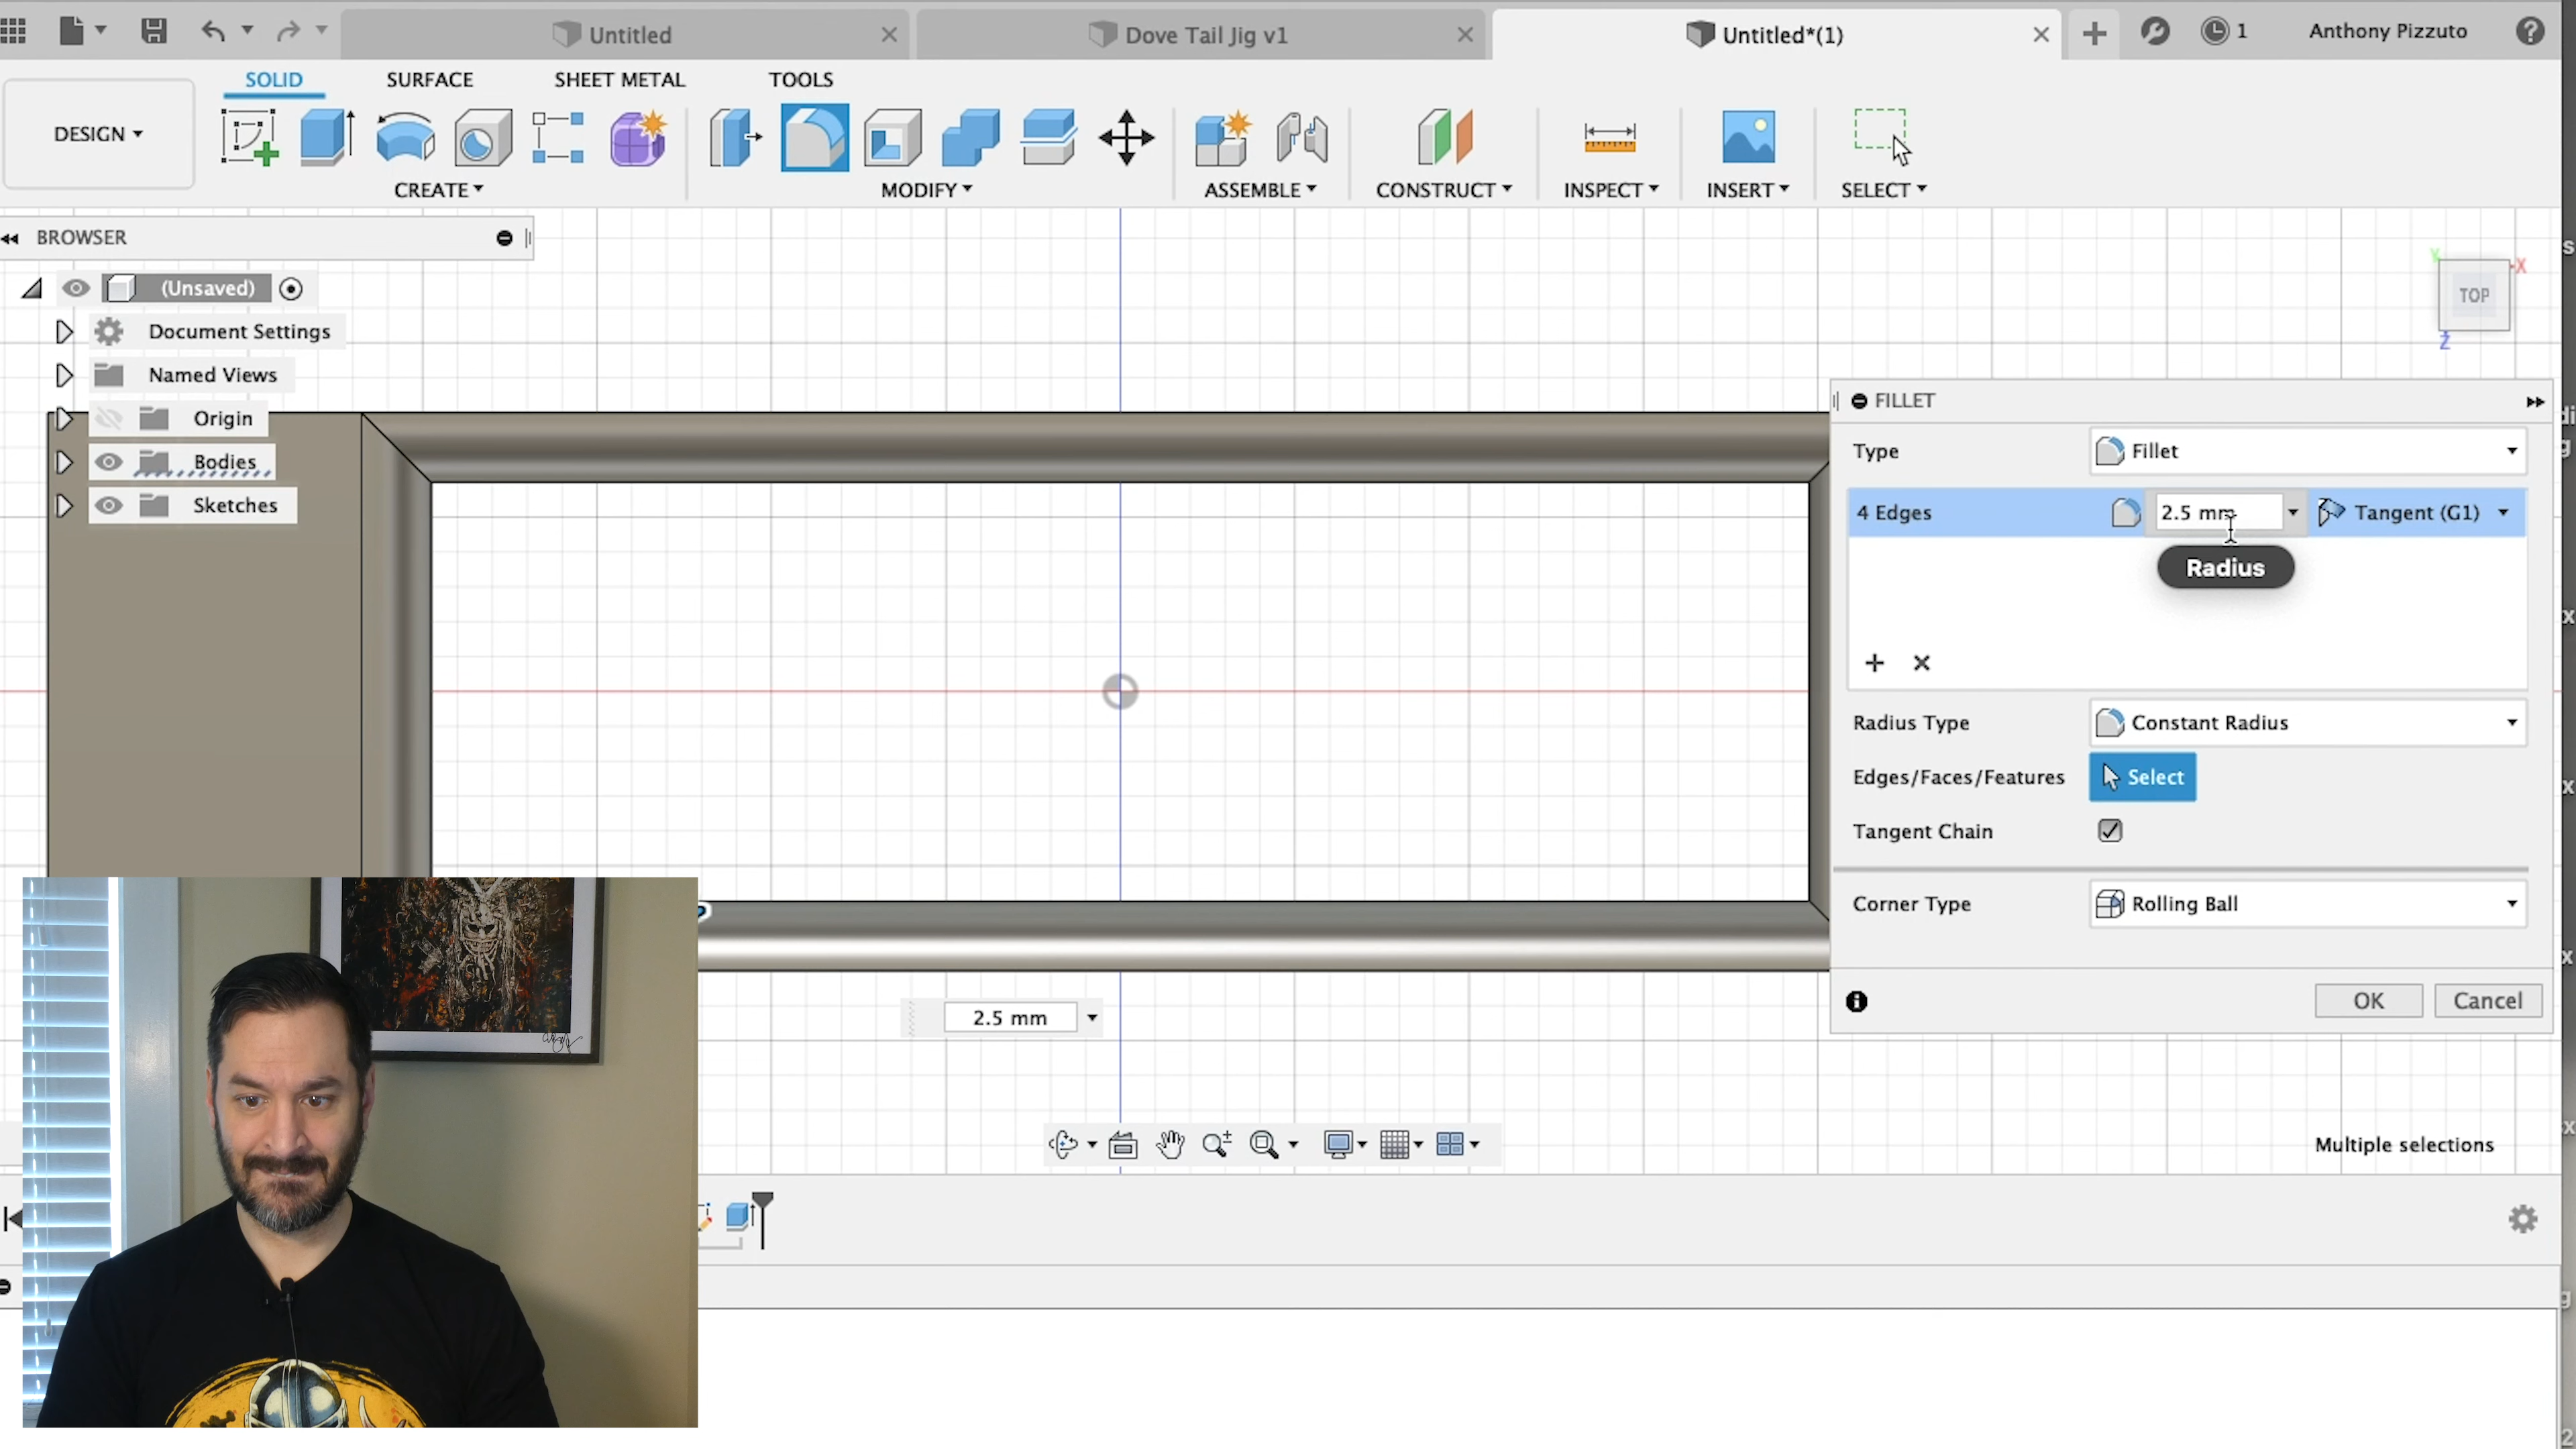 Untitled
Dove Tail Jig v1
Untitled*(1)
1
Anthony Pizzuto
SOLID
SURFACE
SHEET METAL
TOOLS
DESIGN
CREATE
MODIFY
ASSEMBLE
CONSTRUCT
INSPECT
INSERT
SELECT
BROWSER
(Unsaved)
Document Settings
Named Views
Origin
Bodies
Sketches
Y
X
TOP
Z
FILLET
Type
Fillet
4 Edges
2.5 mm
Tangent (G1)
Radius
Radius Type
Constant Radius
Edges/Faces/Features
Select
Tangent Chain
Corner Type
Rolling Ball
OK
Cancel
2.5 mm
Multiple selections